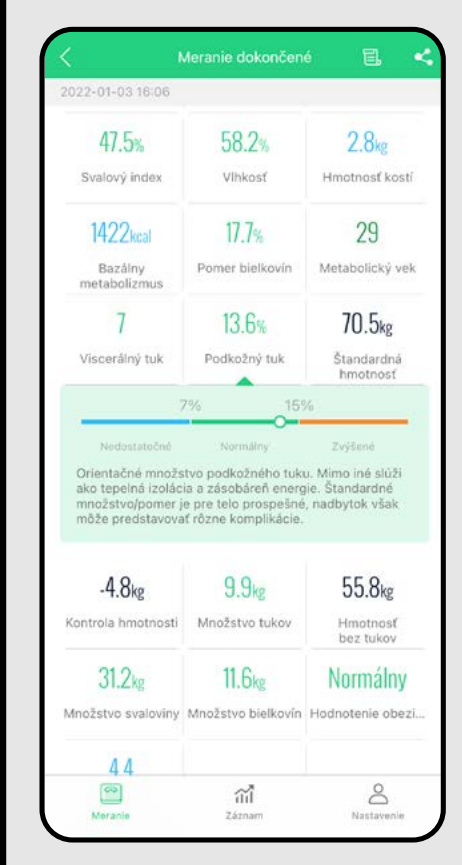 Meranie dokončené
2022-01-03 16:06
47.5% 58.2% 2.8kg
Svalový index Vlhkosť Hmotnosť kostí
1422kcal 17.7% 29
Bazálny Pomer bielkovín Metabolický vek
metabolizmus
7 13.6% 70.5kg
Viscerálný tuk Podkožný tuk Štandardná
hmotnosť
7% 15%
Nedostatočné Normálny Zvýšené
Orientačné množstvo podkožného tuku. Mimo iné slúži
ako tepelná izolácia a zásobáreň energie. Štandardné
množstvo/pomer je pre telo prospešné, nadbytok však
môže predstavovať rôzne komplikácie.
-4.8kg 9.9kg 55.8kg
Kontrola hmotnosti Množstvo tukov Hmotnosť
bez tukov
31.2kg 11.6kg Normálny
Množstvo svaloviny Množstvo bielkovín Hodnotenie obezi...
4.4
Meranie Záznam Nastavenie